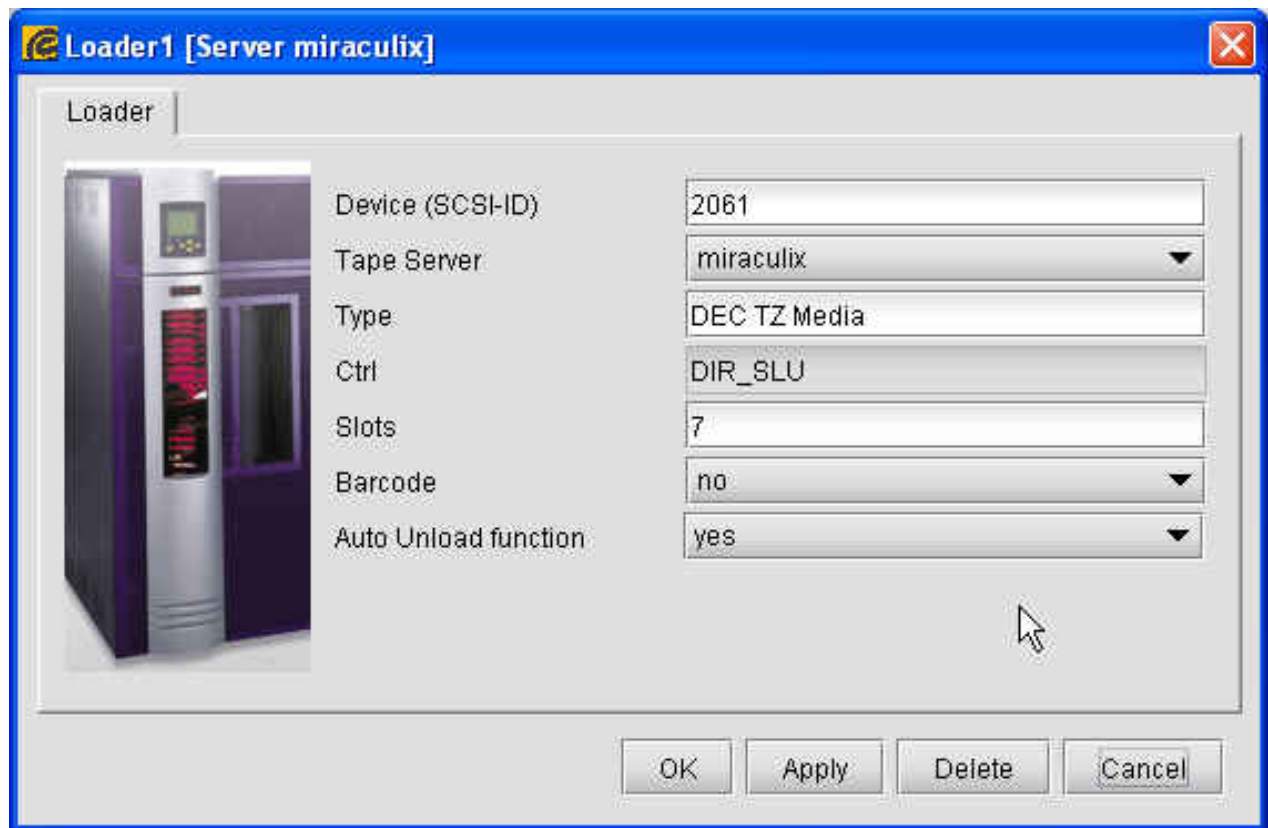 Loader1 [Server miraculix]
Loader
Device (SCSI-ID) 2061
Tape Server miraculix
Type DEC TZ Media
Ctrl DIR_SLU
Slots 7
Barcode no
Auto Unload function yes
OK Apply Delete Cancel